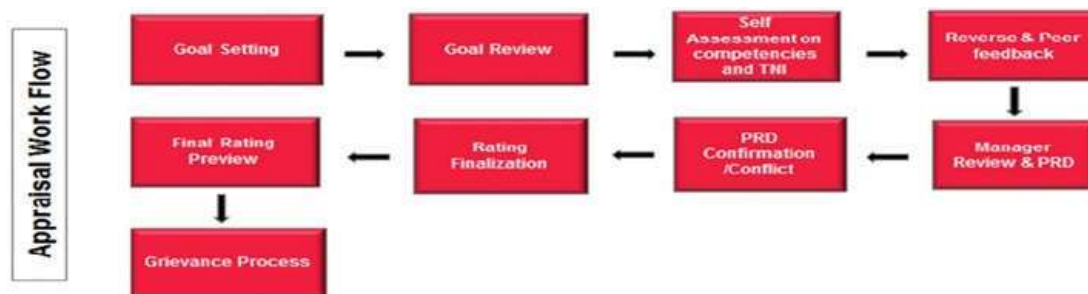 Appraisal Work Flow
Goal Setting
Goal Review
Self
Assessment on
competencies
and TNI
Reverse & Peer
feedback
Manager
Review & PRD
PRD
Confirmation
/Conflict
Rating
Finalization
Final Rating
Preview
Grievance Process